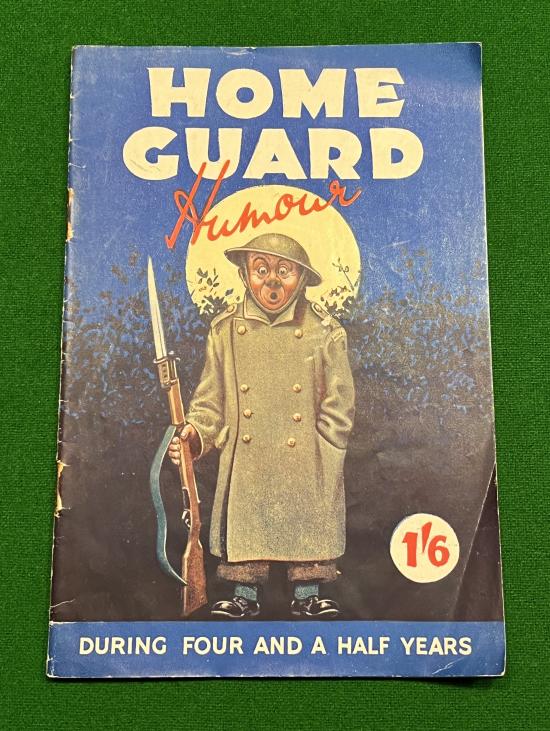 HOME
GUARD
Humour
1'6
DURING FOUR AND A HALF YEARS